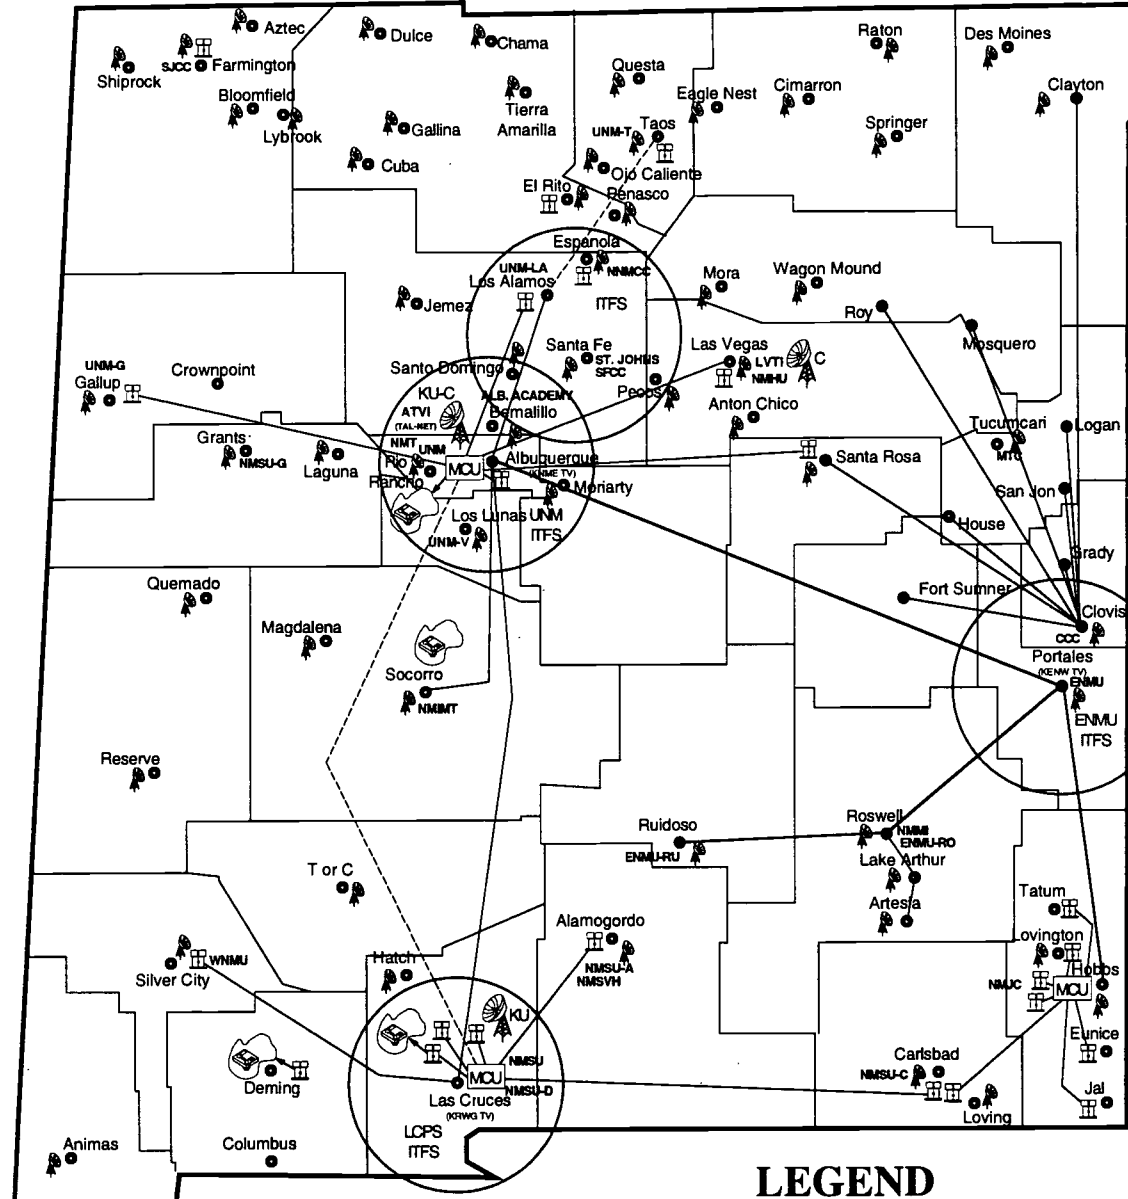 Aztec
Dulce
Chama
Raton
Des Moines
SJCC
Farmington
Shiprock
Questa
Clayton
Bloomfield
Tierra
Amarilla
Eagle Nest
Cimarron
Lybrook
Gallina
UNM-T
Taos
Springer
Cuba
Ojo Caliente
El Rito
Penasco
Espanola
NNMCC
UNM-LA
Los Alamos
ITFS
Mora
Wagon Mound
Jemez
Roy
Mosquero
Santa Fe
ST. JOHNS
SFCC
Las Vegas
LVTI
NMHU
C
UNM-G
Gallup
Crownpoint
Santo Domingo
KU-C
ALB. ACADEMY
Pecos
ATVI
(TAL-NET)
Bernalillo
Anton Chico
Tucumcari
MTC
Logan
Grants
NMSU-G
Laguna
NMT
UNM
Rio
Rancho
MCU
Albuquerque
(KNME TV)
Moriarty
Santa Rosa
San Jon
Los Lunas
UNM-V
UNM
ITFS
House
Grady
Quemado
Fort Sumner
Clovis
CCC
Magdalena
Socorro
NMIMT
Portales
(KENW TV)
ENMU
ENMU
ITFS
Reserve
Ruidoso
ENMU-RU
Roswell
NMMI
ENMU-RO
Lake Arthur
T or C
Artesia
Tatum
Alamogordo
NMSU-A
NMSVH
Lovington
WNMU
Silver City
Hatch
NMJC
MCU
Hobbs
KU
Eunice
Deming
NMSU
MCU
NMSU-D
Las Cruces
(KRWG TV)
Carlsbad
NMSU-C
Loving
Jal
LCPS
ITFS
Animas
Columbus
LEGEND